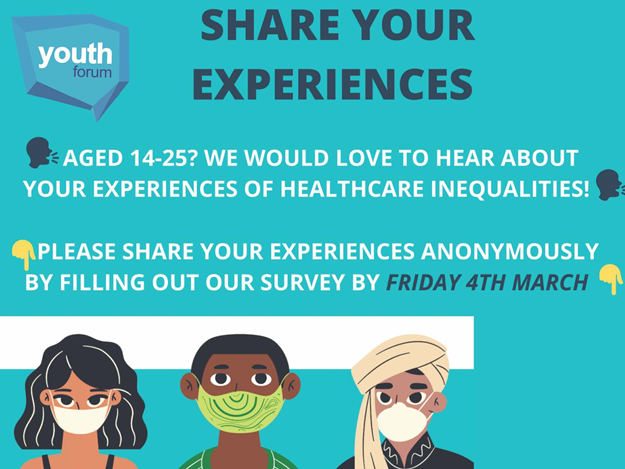 youth
forum
SHARE YOUR
EXPERIENCES
AGED 14-25? WE WOULD LOVE TO HEAR ABOUT
YOUR EXPERIENCES OF HEALTHCARE INEQUALITIES!
PLEASE SHARE YOUR EXPERIENCES ANONYMOUSLY
BY FILLING OUT OUR SURVEY BY FRIDAY 4TH MARCH